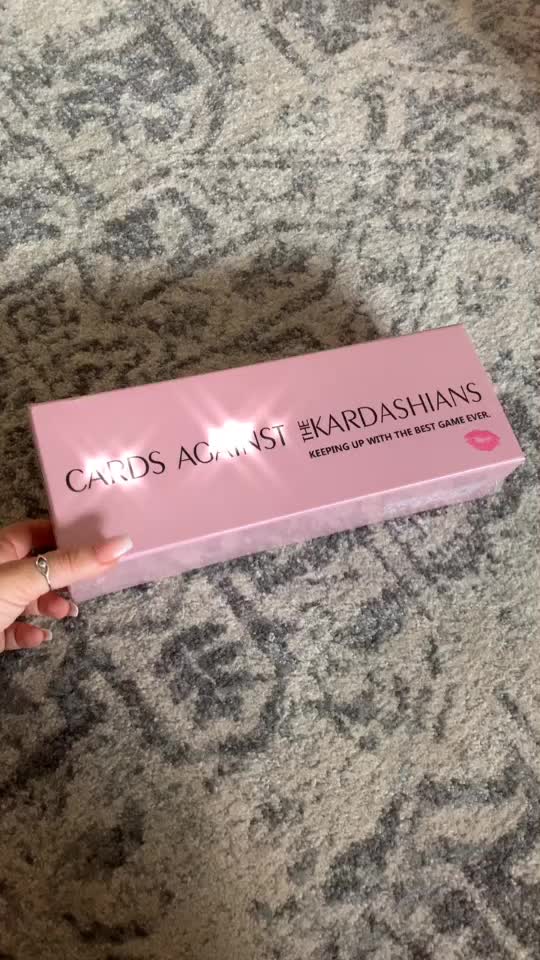 CARDS AGAINST THE KARDASHIANS
KEEPING UP WITH THE BEST GAME EVER.